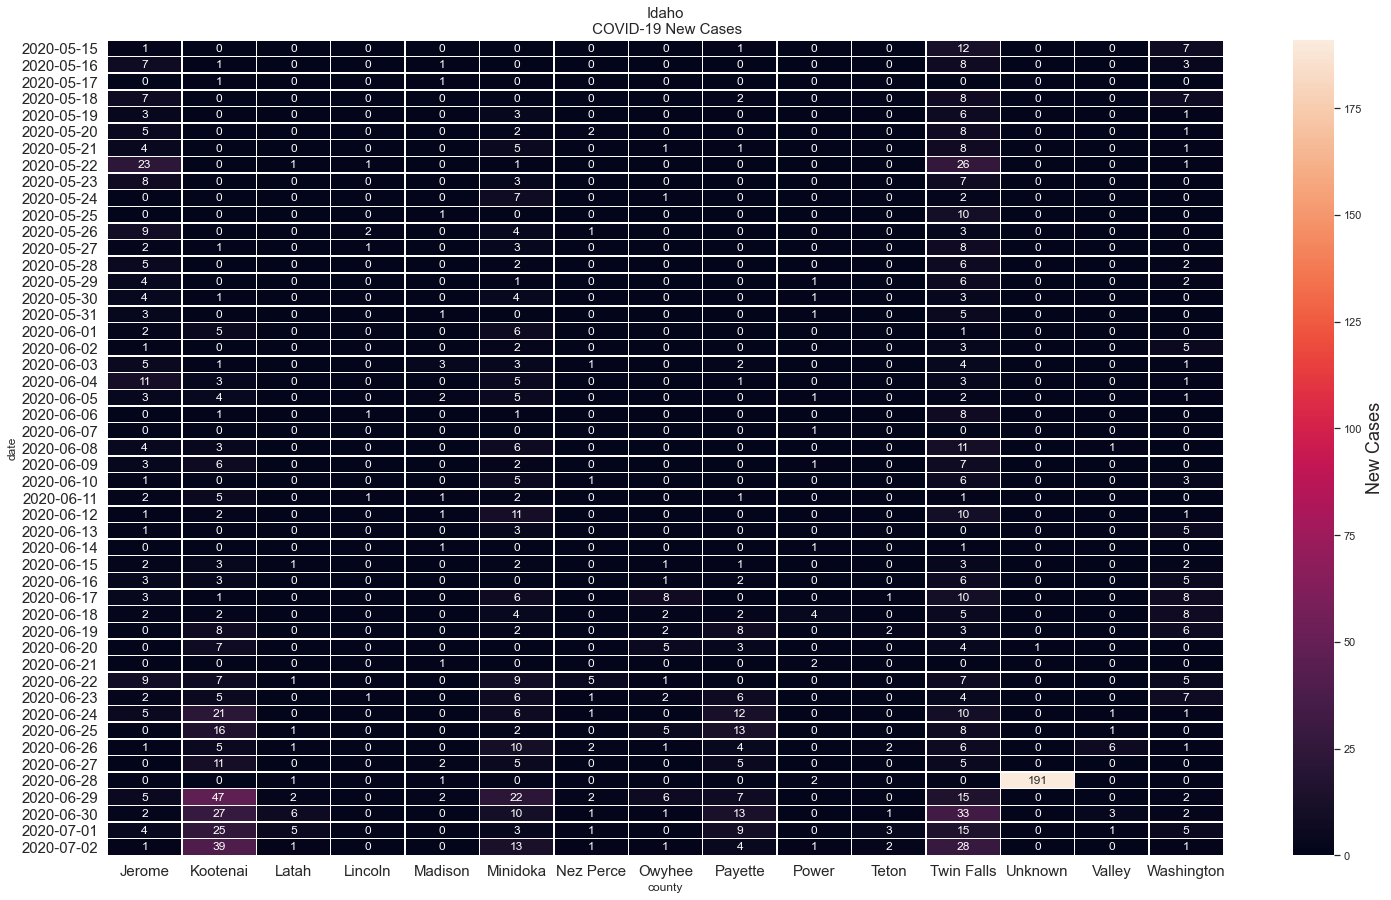 Idaho
COVID-19 New Cases
2020-05-15 1 0 0 0 0 0 0 0 1 0 0 12 0 0 7
2020-05-16 7 1 0 0 1 0 0 0 0 0 0 8 0 0 3
2020-05-17 0 1 0 0 1 0 0 0 0 0 0 0 0 0 0
2020-05-18 7 0 0 0 0 0 0 0 2 0 0 8 0 0 7
2020-05-19 3 0 0 0 0 3 0 0 0 0 0 6 0 0 1
2020-05-20 5 0 0 0 0 2 2 0 0 0 0 8 0 0 1
2020-05-21 4 0 0 0 0 5 0 1 1 0 0 8 0 0 1
2020-05-22 23 0 1 1 0 1 0 0 0 0 0 26 0 0 1
2020-05-23 8 0 0 0 0 3 0 0 0 0 0 7 0 0 0
2020-05-24 0 0 0 0 0 7 0 1 0 0 0 2 0 0 0
2020-05-25 0 0 0 0 1 0 0 0 0 0 0 10 0 0 0
2020-05-26 9 0 0 2 0 4 1 0 0 0 0 3 0 0 0
2020-05-27 2 1 0 1 0 3 0 0 0 0 0 8 0 0 0
2020-05-28 5 0 0 0 0 2 0 0 0 0 0 6 0 0 2
2020-05-29 4 0 0 0 0 1 0 0 0 1 0 6 0 0 2
2020-05-30 4 1 0 0 0 4 0 0 0 1 0 3 0 0 0
2020-05-31 3 0 0 0 1 0 0 0 0 1 0 5 0 0 0
2020-06-01 2 5 0 0 0 6 0 0 0 0 0 1 0 0 0
2020-06-02 1 0 0 0 0 2 0 0 0 0 0 3 0 0 5
2020-06-03 5 1 0 0 3 3 1 0 2 0 0 4 0 0 1
2020-06-04 11 3 0 0 0 5 0 0 1 0 0 3 0 0 1
2020-06-05 3 4 0 0 2 5 0 0 0 1 0 2 0 0 1
2020-06-06 0 1 0 1 0 1 0 0 0 0 0 8 0 0 0
2020-06-07 0 0 0 0 0 0 0 0 0 1 0 0 0 0 0
2020-06-08 4 3 0 0 0 6 0 0 0 0 0 11 0 1 0
2020-06-09 3 6 0 0 0 2 0 0 0 1 0 7 0 0 0
2020-06-10 1 0 0 0 0 5 1 0 0 0 0 6 0 0 3
2020-06-11 2 5 0 1 1 2 0 0 1 0 0 1 0 0 0
2020-06-12 1 2 0 0 1 11 0 0 0 0 0 10 0 0 1
2020-06-13 1 0 0 0 0 3 0 0 0 0 0 0 0 0 5
2020-06-14 0 0 0 0 1 0 0 0 0 1 0 1 0 0 0
2020-06-15 2 3 1 0 0 2 0 1 1 0 0 3 0 0 2
2020-06-16 3 3 0 0 0 0 0 1 2 0 0 6 0 0 5
2020-06-17 3 1 0 0 0 6 0 8 0 0 1 10 0 0 8
2020-06-18 2 2 0 0 0 4 0 2 2 4 0 5 0 0 8
2020-06-19 0 8 0 0 0 2 0 2 8 0 2 3 0 0 6
2020-06-20 0 7 0 0 0 0 0 5 3 0 0 4 1 0 0
2020-06-21 0 0 0 0 1 0 0 0 0 2 0 0 0 0 0
2020-06-22 9 7 1 0 0 9 5 1 0 0 0 7 0 0 5
2020-06-23 2 5 0 1 0 6 1 2 6 0 0 4 0 0 7
2020-06-24 5 21 0 0 0 6 1 0 12 0 0 10 0 1 1
2020-06-25 0 16 1 0 0 2 0 5 13 0 0 8 0 1 0
2020-06-26 1 5 1 0 0 10 2 1 4 0 2 6 0 6 1
2020-06-27 0 11 0 0 2 5 0 0 5 0 0 5 0 0 0
2020-06-28 0 0 1 0 1 0 0 0 0 2 0 0 191 0 0
2020-06-29 5 47 2 0 2 22 2 6 7 0 0 15 0 0 2
2020-06-30 2 27 6 0 0 10 1 1 13 0 1 33 0 3 2
2020-07-01 4 25 5 0 0 3 1 0 9 0 3 15 0 1 5
2020-07-02 1 39 1 0 0 13 1 1 4 1 2 28 0 0 1
Jerome Kootenai Latah Lincoln Madison Minidoka Nez Perce Owyhee Payette Power Teton Twin Falls Unknown Valley Washington
county
date
175
150
125
100
75
50
25
0
New Cases